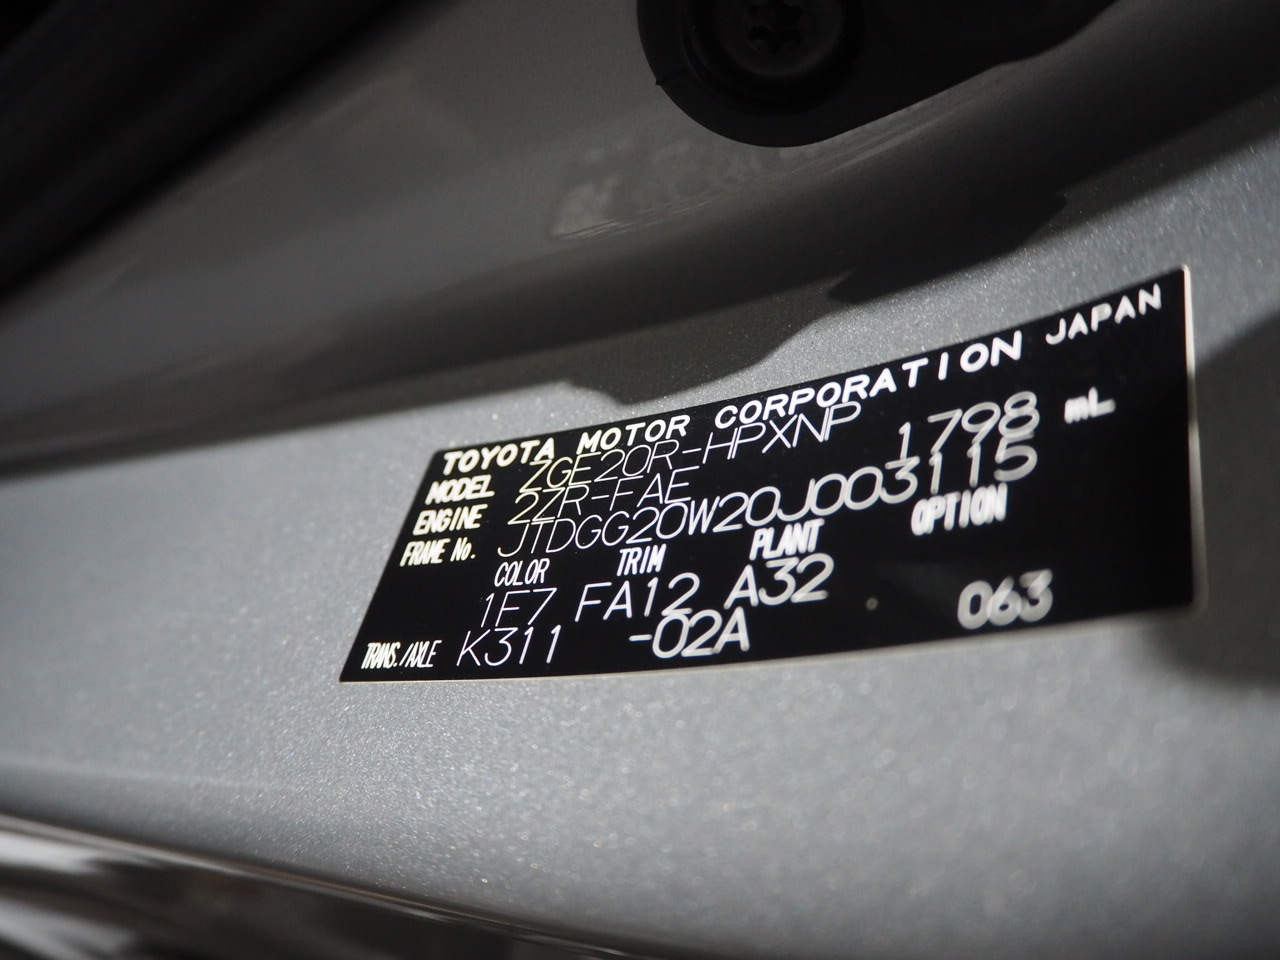 TOYOTA MOTOR CORPORATION JAPAN
MODEL ZGE20R-HPXNP
ENGINE 2ZR-FAE 1798 mL
FRAME No. JTDGG20W20J003115
COLOR TRIM PLANT OPTION
1F7 FA12 A32
TRANS./AXLE K311 -02A 063